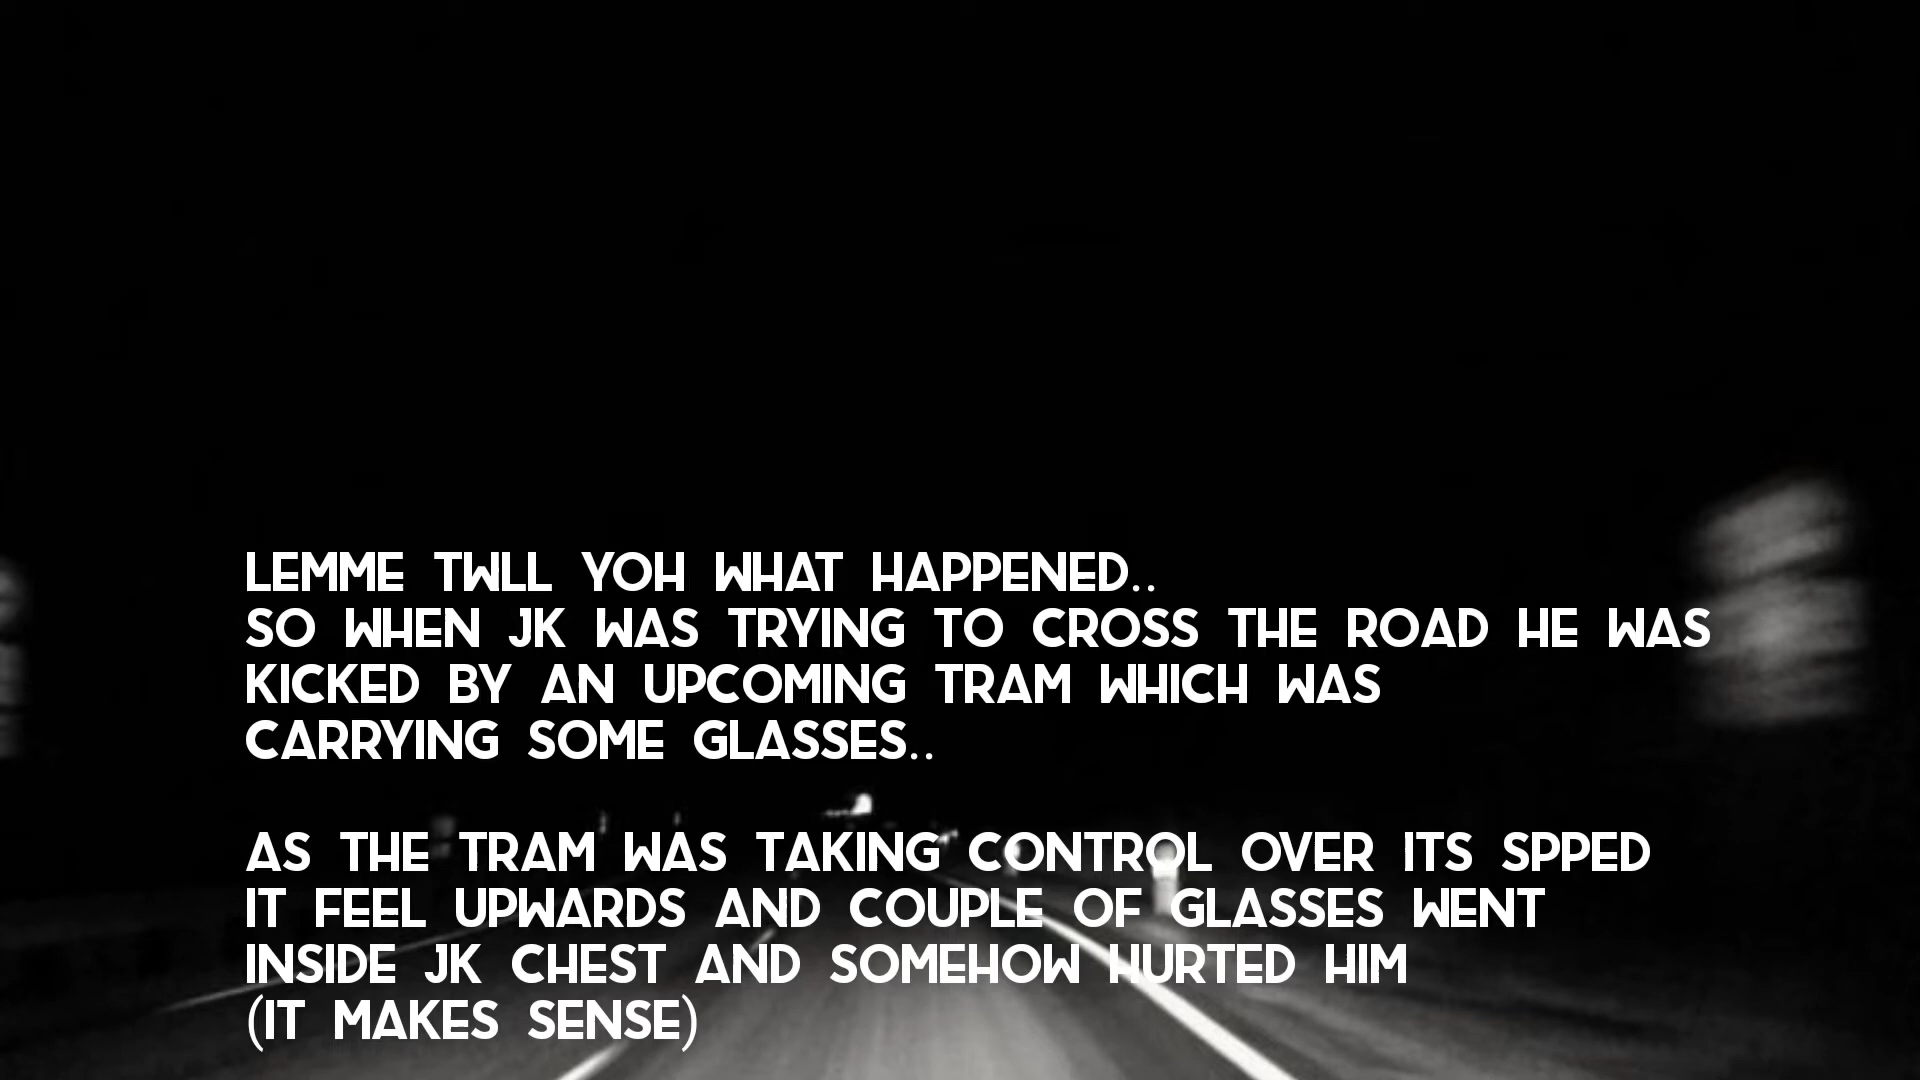 LEMME TWLL YOH WHAT HAPPENED..
SO WHEN JK WAS TRYING TO CROSS THE ROAD HE WAS
KICKED BY AN UPCOMING TRAM WHICH WAS
CARRYING SOME GLASSES..
AS THE TRAM WAS TAKING CONTROL OVER ITS SPPED
IT FEEL UPWARDS AND COUPLE OF GLASSES WENT
INSIDE JK CHEST AND SOMEHOW HURTED HIM
(IT MAKES SENSE)